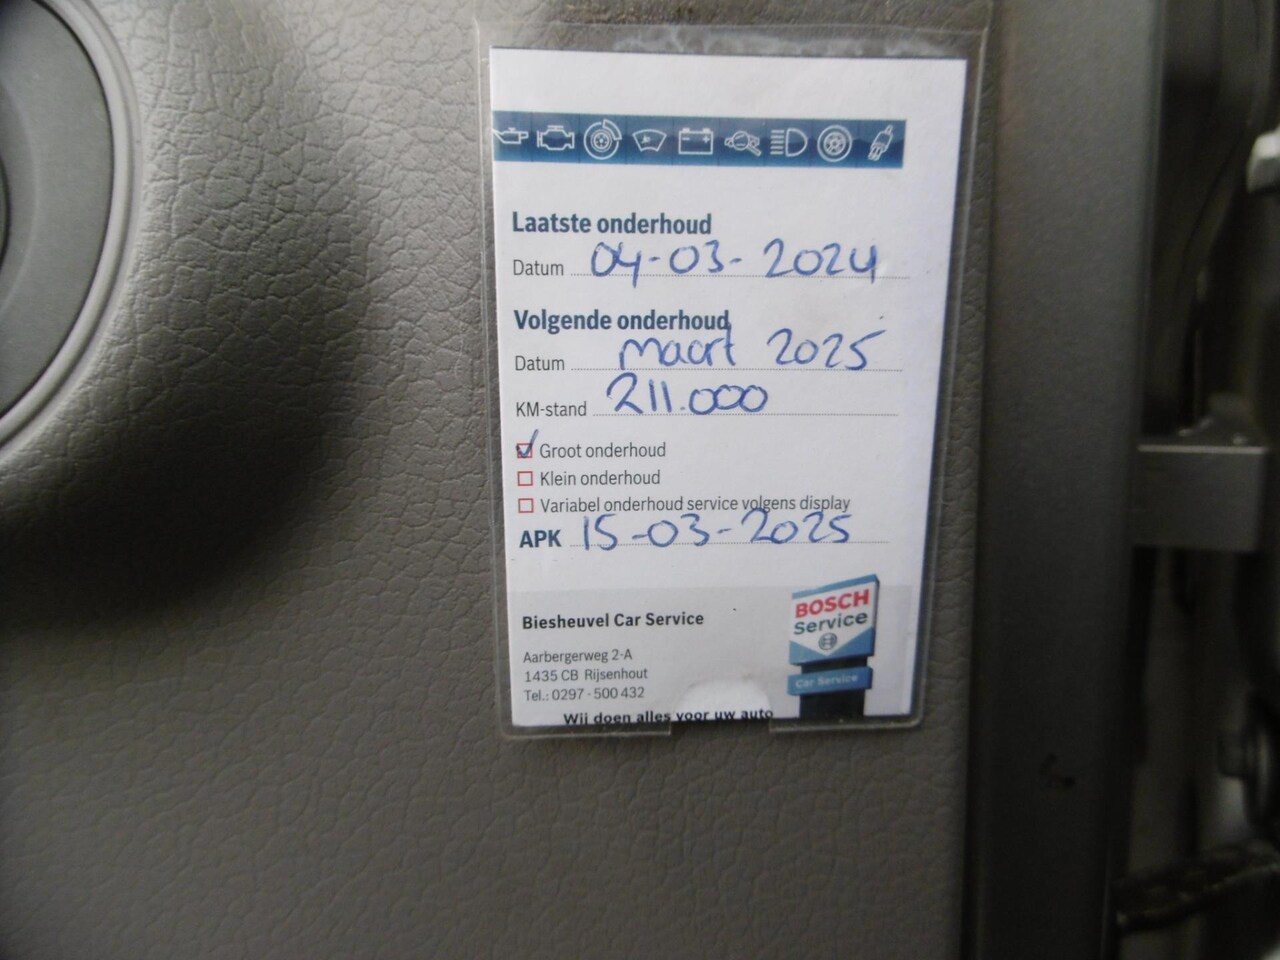 Laatste onderhoud
Datum 04-03-2024
Volgende onderhoud
Datum maart 2025
KM-stand 211.000
Groot onderhoud
Klein onderhoud
Variabel onderhoud service volgens display
APK 15-03-2025
Biesheuvel Car Service
Aarbergerweg 2-A
1435 CB Rijsenhout
Tel.: 0297 - 500 432
Wij doen alles voor uw auto
BOSCH
Service
Car Service